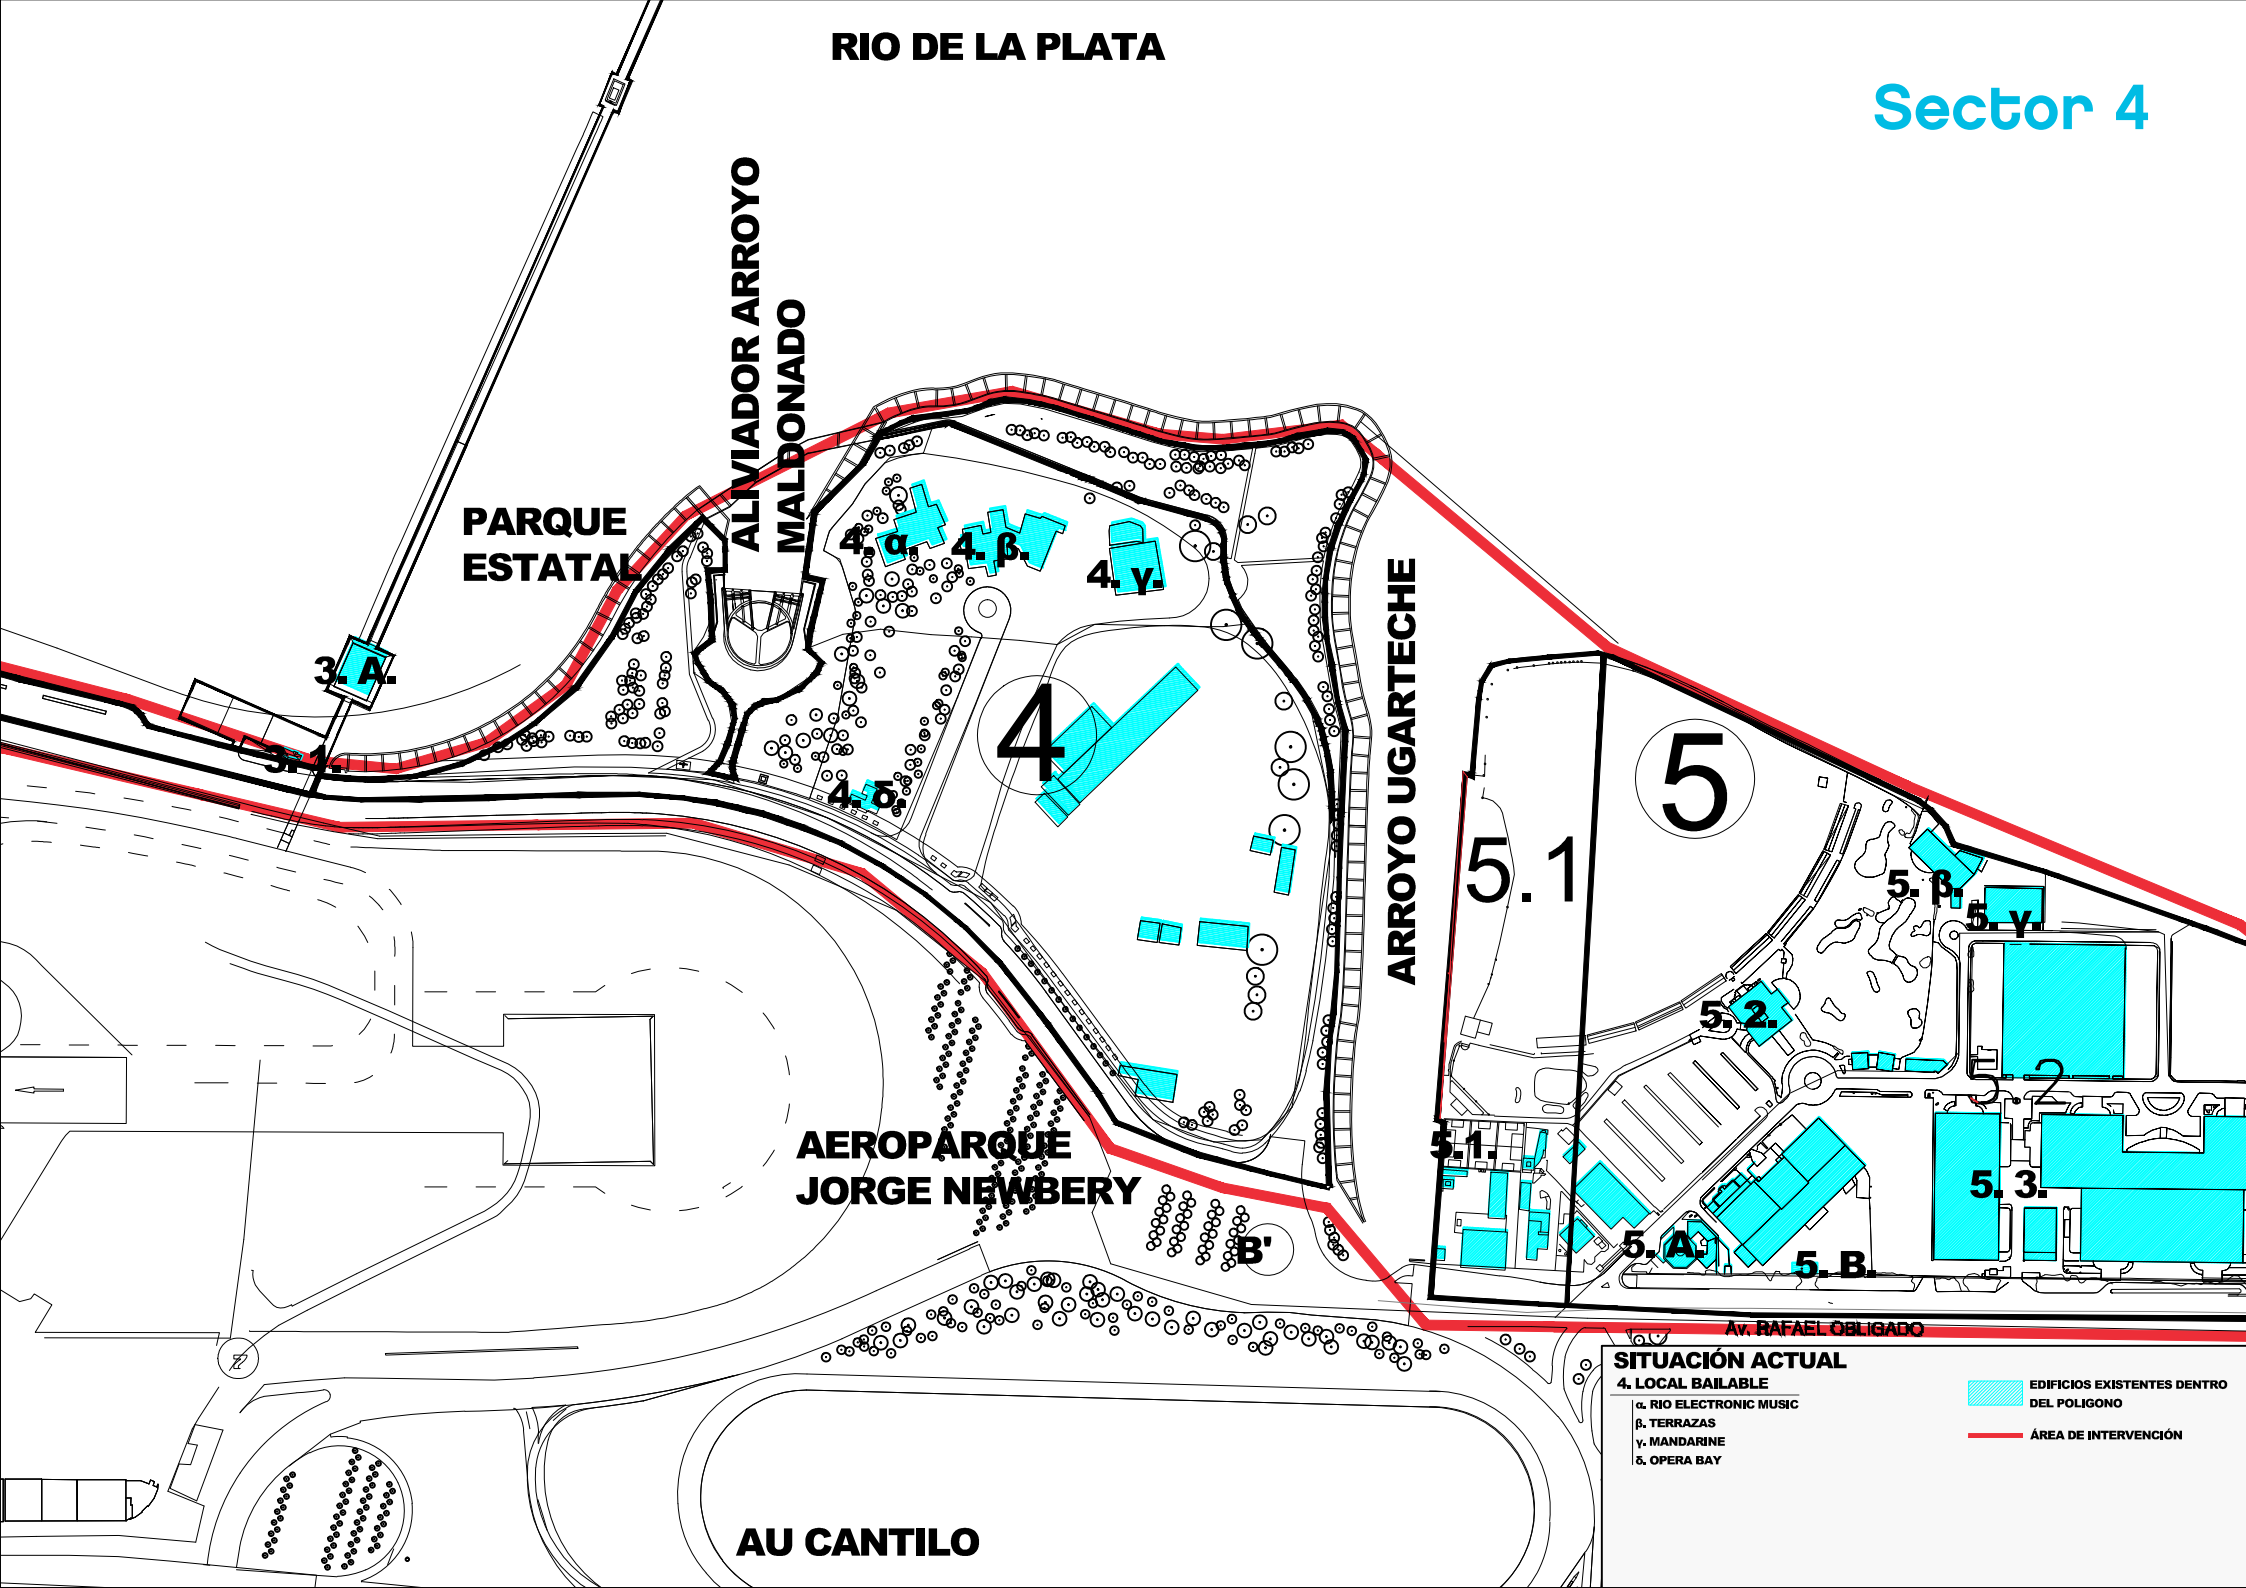 RIO DE LA PLATA
Sector 4
ALIVIADOR ARROYO
MALDONADO
PARQUE
ESTATAL
4. α.
4. β.
4. γ.
ARROYO UGARTECHE
3. A.
3. 1.
4
4. δ.
5
5.1
5. β.
5. γ.
5. 2.
5.2
AEROPARQUE
JORGE NEWBERY
5.1.
5. 3.
B'
5. A.
5. B.
Av. RAFAEL OBLIGADO
7
AU CANTILO
SITUACIÓN ACTUAL
4. LOCAL BAILABLE
α. RIO ELECTRONIC MUSIC
β. TERRAZAS
γ. MANDARINE
δ. OPERA BAY
EDIFICIOS EXISTENTES DENTRO
DEL POLIGONO
ÁREA DE INTERVENCIÓN